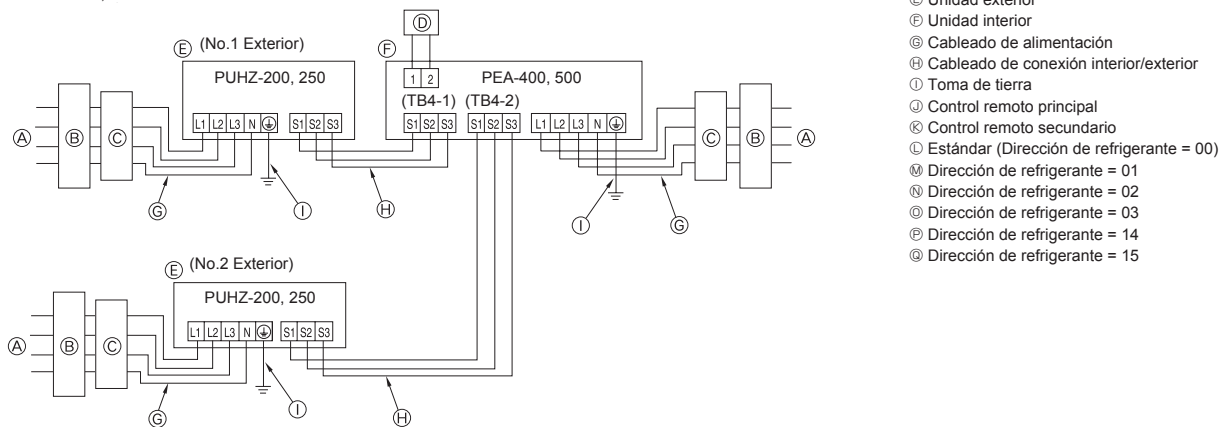 Ⓔ Unidad exterior
Ⓕ Unidad interior
Ⓖ Cableado de alimentación
Ⓗ Cableado de conexión interior/exterior
Ⓘ Toma de tierra
Ⓙ Control remoto principal
Ⓚ Control remoto secundario
Ⓛ Estándar (Dirección de refrigerante = 00)
Ⓜ Dirección de refrigerante = 01
Ⓝ Dirección de refrigerante = 02
Ⓞ Dirección de refrigerante = 03
Ⓟ Dirección de refrigerante = 14
Ⓠ Dirección de refrigerante = 15
Ⓓ
Ⓔ (No.1 Exterior)
Ⓕ
PUHZ-200, 250
1 2
PEA-400, 500
(TB4-1) (TB4-2)
L1 L2 L3 N S1 S2 S3
S1 S2 S3 S1 S2 S3 L1 L2 L3 N
Ⓐ Ⓑ Ⓒ
Ⓒ Ⓑ Ⓐ
Ⓖ Ⓘ Ⓗ Ⓘ Ⓖ
Ⓔ (No.2 Exterior)
PUHZ-200, 250
L1 L2 L3 N S1 S2 S3
Ⓐ Ⓑ Ⓒ
Ⓖ Ⓘ Ⓗ